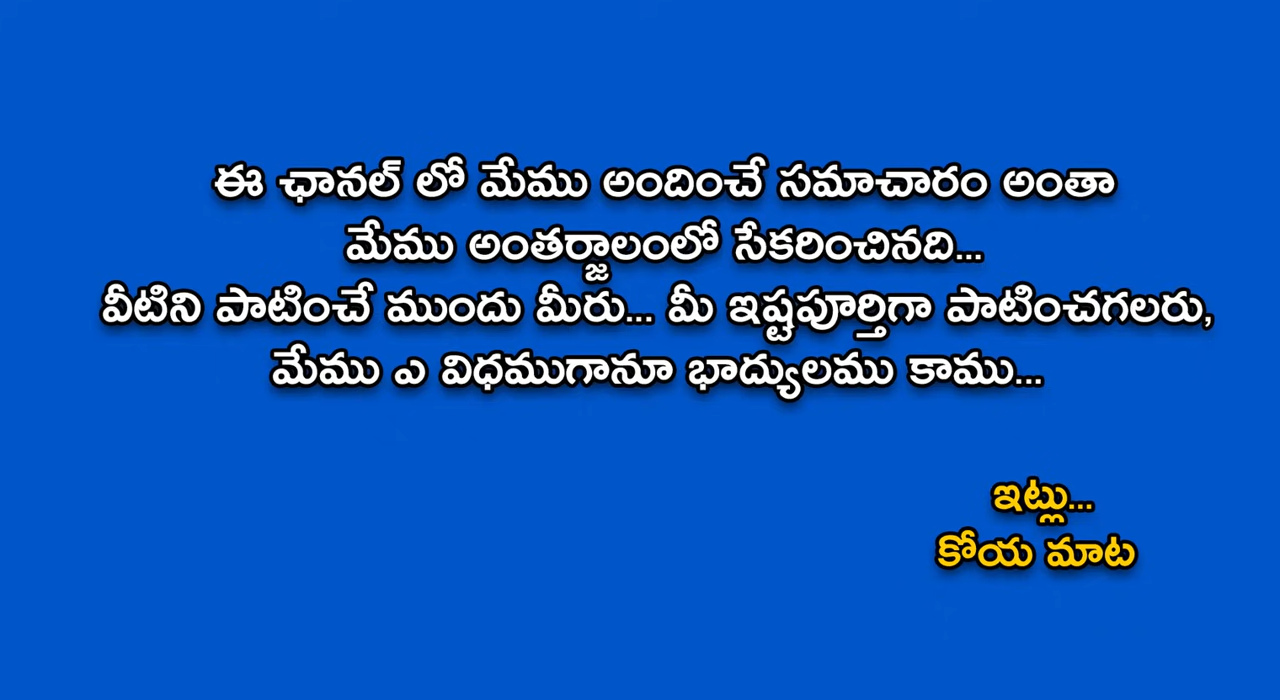 ఈ ఛానల్ లో మేము అందించే సమాచారం అంతా
మేము అంతర్జాలంలో సేకరించినది...
వీటిని పాటించే ముందు మీరు... మీ ఇష్టపూర్తిగా పాటించగలరు,
మేము ఎ విధముగానూ భాద్యులము కాము...
ఇట్లు...
కోయ మాట